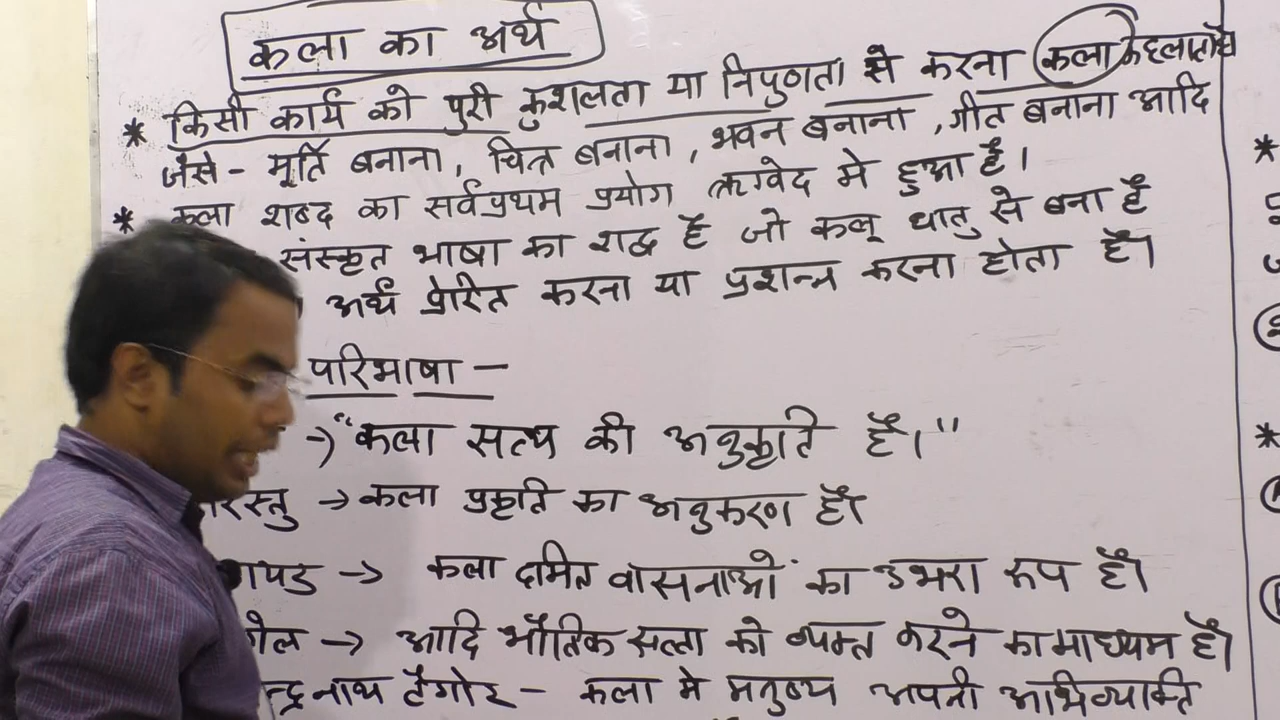 कला का अर्थ
* किसी कार्य को पुरी कुशलता या निपुणता से करना कला कहलाता है
जैसे - मूर्ति बनाना, चित्र बनाना, भवन बनाना, गीत बनाना आदि
* कला शब्द का सर्वप्रथम प्रयोग ऋग्वेद मे हुआ है।
संस्कृत भाषा का शब्द है जो कल् धातु से बना है
अर्थ प्रेरित करना या प्रशन्न करना होता है।
परिभाषा -
→ "कला सत्य की अनुकृति है।"
रस्तु → कला प्रकृति का अनुकरण है।
ायड → कला दमित वासनाओं का उभरा रूप है।
गेल → आदि भौतिक सत्ता को व्यक्त करने का माध्यम है।
न्द्रनाथ टैगोर - कला मे मनुष्य अपनी अभिव्यक्ति
*
*